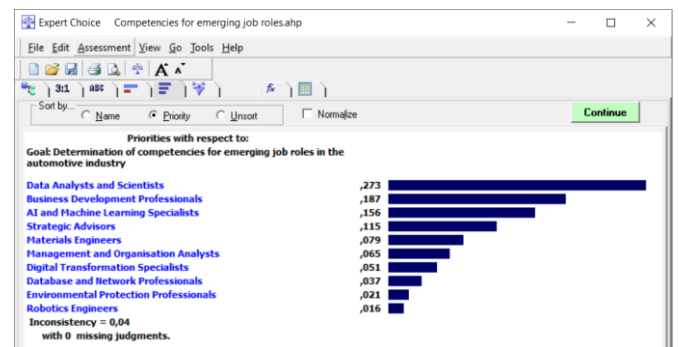 Expert Choice Competencies for emerging job roles.ahp
File Edit Assessment View Go Tools Help
A A
3:1 ABC fx
Sort by...
Name Priority Unsort Normalize Continue
Priorities with respect to:
Goal: Determination of competencies for emerging job roles in the
automotive industry
Data Analysts and Scientists ,273
Business Development Professionals ,187
AI and Machine Learning Specialists ,156
Strategic Advisors ,115
Materials Engineers ,079
Management and Organisation Analysts ,065
Digital Transformation Specialists ,051
Database and Network Professionals ,037
Environmental Protection Professionals ,021
Robotics Engineers ,016
Inconsistency = 0,04
with 0 missing judgments.